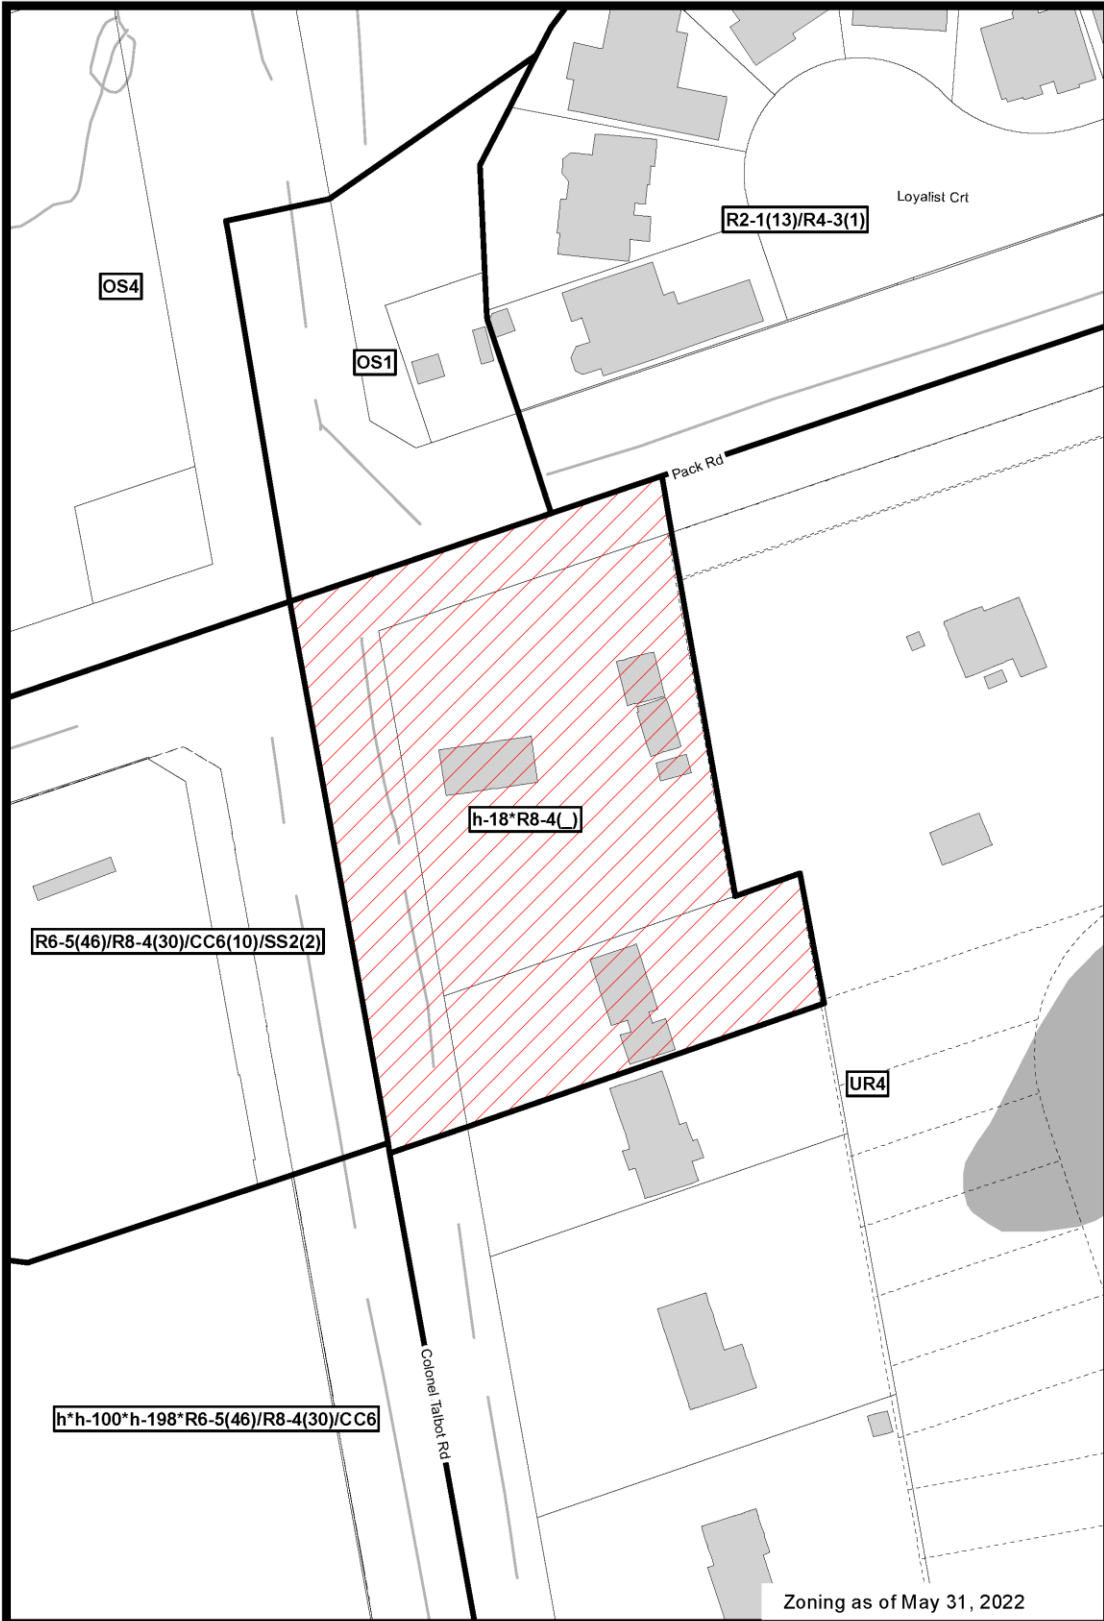 Loyalist Crt
R2-1(13)/R4-3(1)
OS4
OS1
Pack Rd
h-18*R8-4(_)
R6-5(46)/R8-4(30)/CC6(10)/SS2(2)
UR4
Colonel Talbot Rd
h*h-100*h-198*R6-5(46)/R8-4(30)/CC6
Zoning as of May 31, 2022